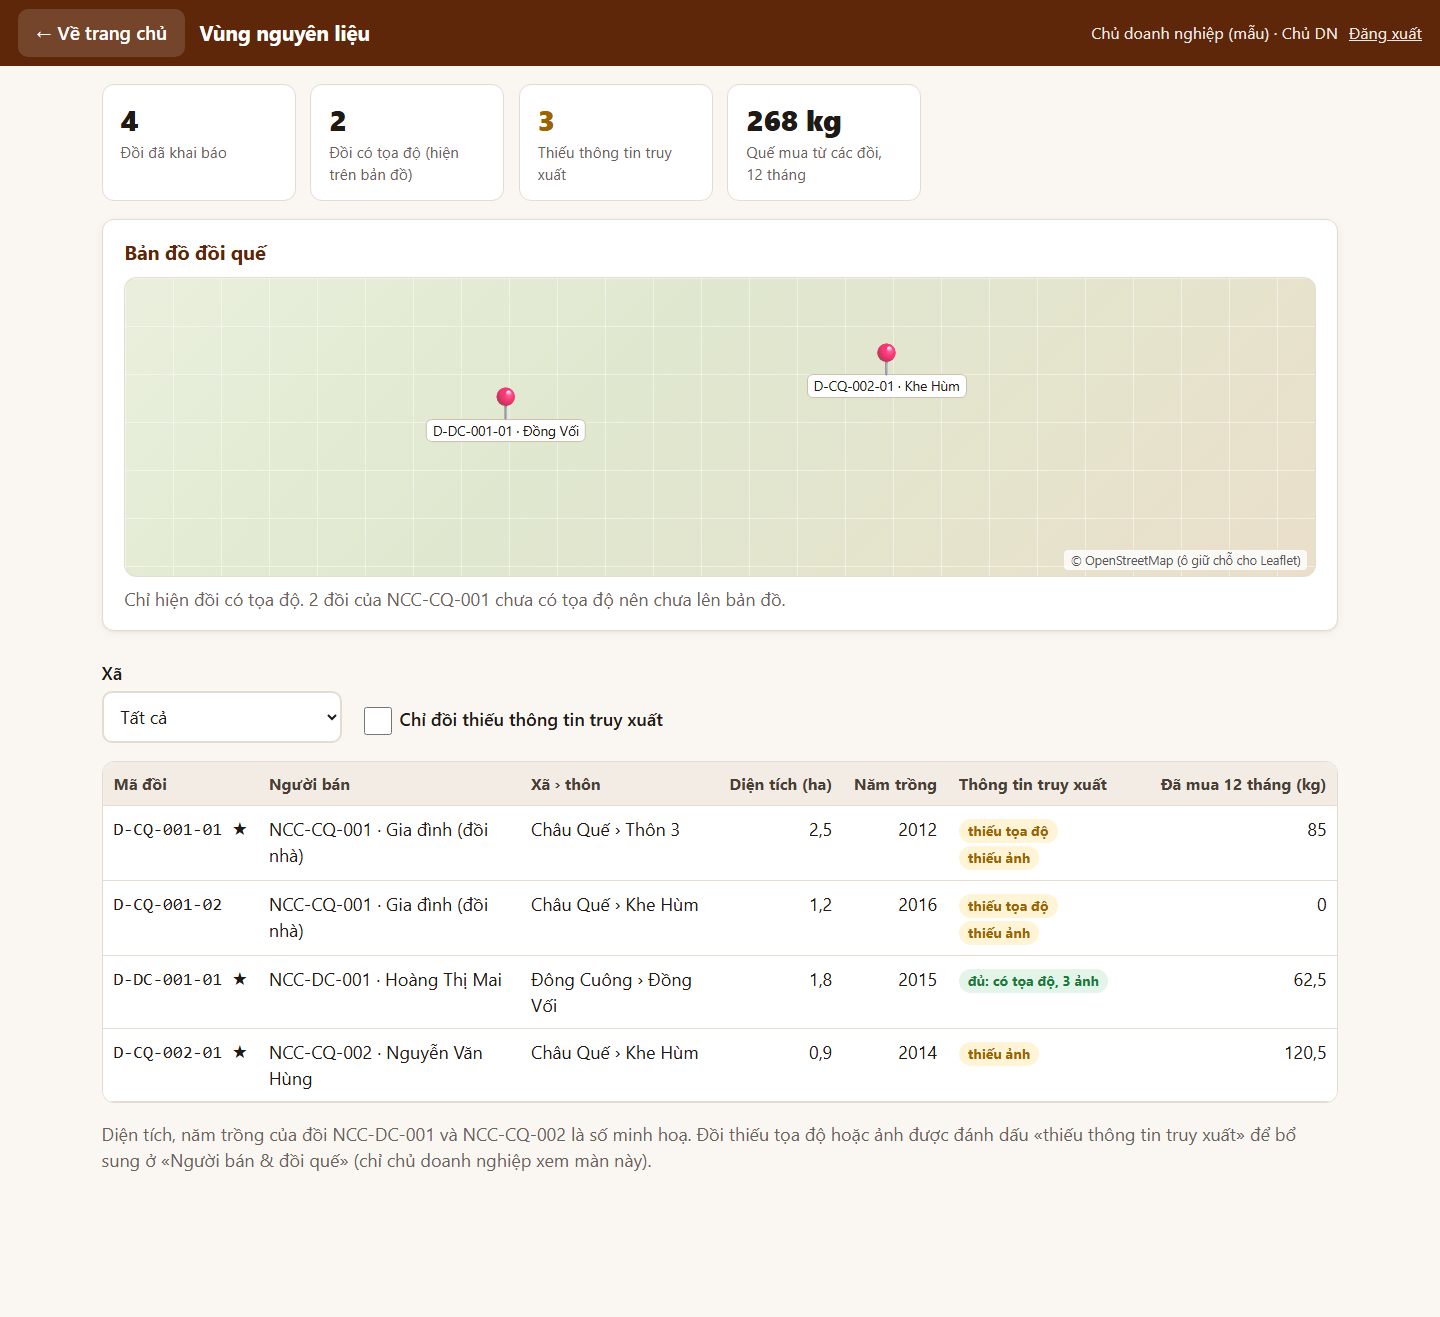 ← Về trang chủ
Vùng nguyên liệu
Chủ doanh nghiệp (mẫu) · Chủ DN
Đăng xuất
4
Đồi đã khai báo
2
Đồi có tọa độ (hiện
trên bản đồ)
3
Thiếu thông tin truy
xuất
268 kg
Quế mua từ các đồi,
12 tháng
Bản đồ đồi quế
D-CQ-002-01 · Khe Hùm
D-DC-001-01 · Đồng Vối
© OpenStreetMap (ô giữ chỗ cho Leaflet)
Chỉ hiện đồi có tọa độ. 2 đồi của NCC-CQ-001 chưa có tọa độ nên chưa lên bản đồ.
Xã
Tất cả
Chỉ đồi thiếu thông tin truy xuất
Mã đồi Người bán Xã › thôn Diện tích (ha) Năm trồng Thông tin truy xuất Đã mua 12 tháng (kg)
D-CQ-001-01 ★ NCC-CQ-001 · Gia đình (đồi Châu Quế › Thôn 3 2,5 2012 thiếu tọa độ 85
nhà) thiếu ảnh
D-CQ-001-02 NCC-CQ-001 · Gia đình (đồi Châu Quế › Khe Hùm 1,2 2016 thiếu tọa độ 0
nhà) thiếu ảnh
D-DC-001-01 ★ NCC-DC-001 · Hoàng Thị Mai Đông Cuông › Đồng 1,8 2015 đủ: có tọa độ, 3 ảnh 62,5
Vối
D-CQ-002-01 ★ NCC-CQ-002 · Nguyễn Văn Châu Quế › Khe Hùm 0,9 2014 thiếu ảnh 120,5
Hùng
Diện tích, năm trồng của đồi NCC-DC-001 và NCC-CQ-002 là số minh hoạ. Đồi thiếu tọa độ hoặc ảnh được đánh dấu «thiếu thông tin truy xuất» để bổ
sung ở «Người bán & đồi quế» (chỉ chủ doanh nghiệp xem màn này).